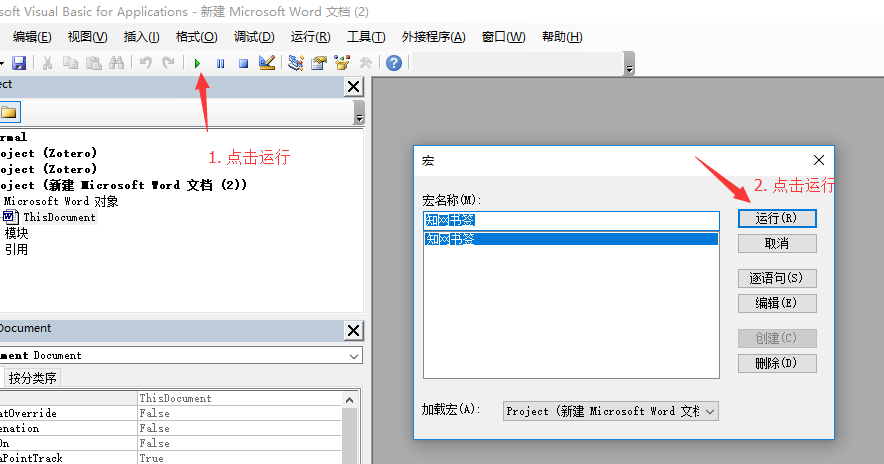 soft Visual Basic for Applications - 新建 Microsoft Word 文档 (2)
编辑(E) 视图(V) 插入(I) 格式(O) 调试(D) 运行(R) 工具(T) 外接程序(A) 窗口(W) 帮助(H)
ect
rmal
oject (Zotero)
oject (Zotero)
oject (新建 Microsoft Word 文档 (2))
Microsoft Word 对象
ThisDocument
模块
引用
1. 点击运行
宏
2. 点击运行
宏名称(M):
知网书签
知网书签
运行(R)
取消
逐语句(S)
编辑(E)
创建(C)
删除(D)
加载宏(A):
Project (新建 Microsoft Word 文档
Document
ment Document
按分类序
ThisDocument
atOverride False
enation False
On False
aPointTrack True